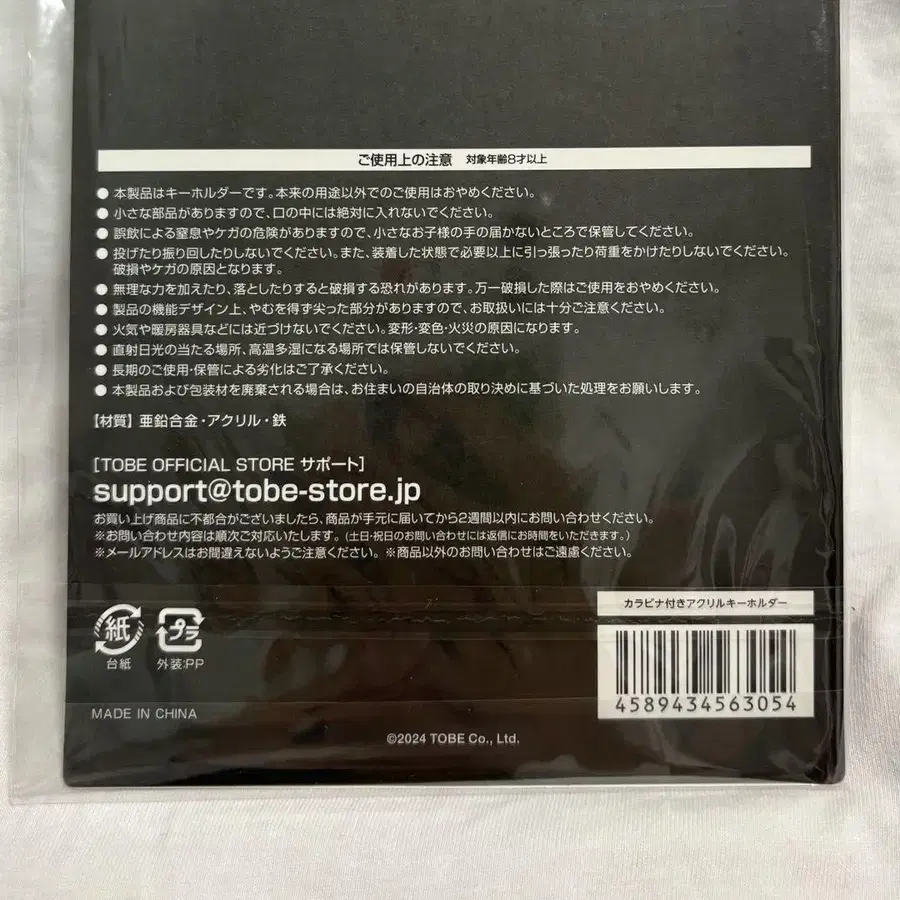 ご使用上の注意 対象年齢8才以上
● 本製品はキーホルダーです。本来の用途以外でのご使用はおやめください。
● 小さな部品がありますので、口の中には絶対に入れないでください。
● 誤飲による窒息やケガの危険がありますので、小さなお子様の手の届かないところで保管してください。
● 投げたり振り回したりしないでください。また、装着した状態で必要以上に引っ張ったり荷重をかけたりしないでください。
破損やケガの原因となります。
● 無理な力を加えたり、落としたりすると破損する恐れがあります。万一破損した際はご使用をおやめください。
● 製品の機能デザイン上、やむを得ず尖った部分がありますので、お取扱いには十分ご注意ください。
● 火気や暖房器具などには近づけないでください。変形・変色・火災の原因になります。
● 直射日光の当たる場所、高温多湿になる場所では保管しないでください。
● 長期のご使用・保管による劣化はご了承ください。
● 本製品および包装材を廃棄される場合は、お住まいの自治体の取り決めに基づいた処理をお願いします。
【材質】亜鉛合金・アクリル・鉄
[TOBE OFFICIAL STORE サポート]
support@tobe-store.jp
お買い上げ商品に不都合がございましたら、商品が手元に届いてから2週間以内にお問い合わせください。
※お問い合わせ内容は順次ご対応いたします。(土日・祝日のお問い合わせには返信にお時間をいただきます。)
※メールアドレスはお間違えないようご注意ください。※商品以外のお問い合わせはご遠慮ください。
紙 プラ
台紙 外装:PP
カラビナ付きアクリルキーホルダー
4589434563054
MADE IN CHINA
©2024 TOBE Co., Ltd.